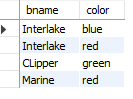 bname color
Interlake blue
Interlake red
CLipper green
Marine red